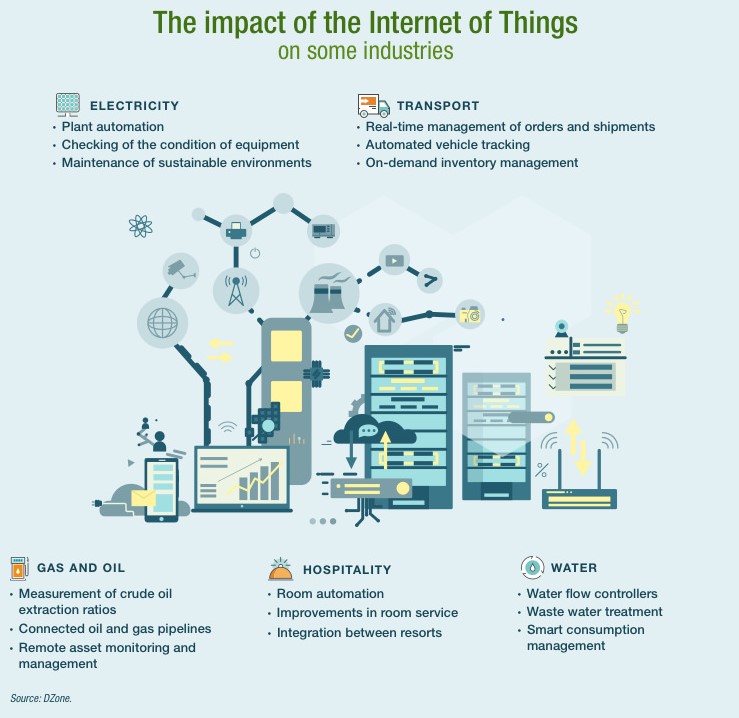 The impact of the Internet of Things
on some industries
ELECTRICITY
· Plant automation
· Checking of the condition of equipment
· Maintenance of sustainable environments
TRANSPORT
· Real-time management of orders and shipments
· Automated vehicle tracking
· On-demand inventory management
%
GAS AND OIL
· Measurement of crude oil
extraction ratios
· Connected oil and gas pipelines
· Remote asset monitoring and
management
HOSPITALITY
· Room automation
· Improvements in room service
· Integration between resorts
WATER
· Water flow controllers
· Waste water treatment
· Smart consumption
management
Source: DZone.